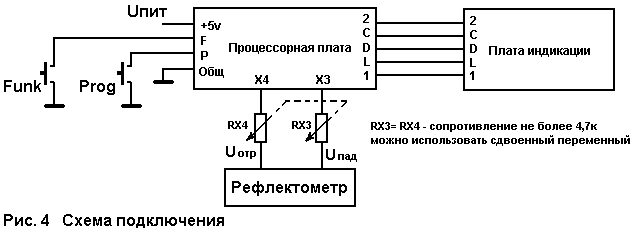 Uпит
+5v
F
P
Общ
Процессорная плата
X4
X3
2
C
D
L
1
2
C
D
L
1
Плата индикации
Funk
Prog
RX4
RX3
Uотр
Uпад
RX3= RX4 - сопротивление не более 4,7к
можно использовать сдвоенный переменный
Рефлектометр
Рис. 4 Схема подключения